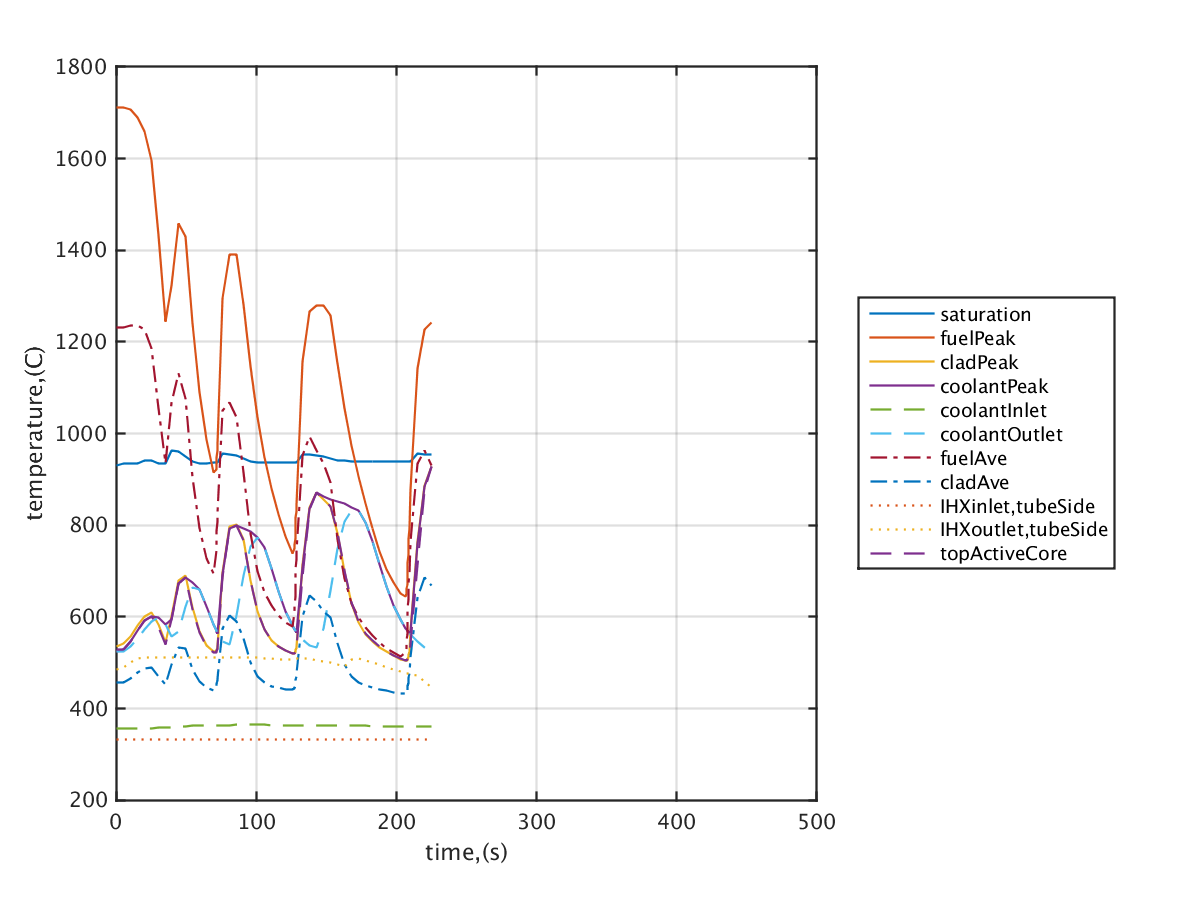 1800
1600
1400
1200
1000
800
600
400
200
temperature,(C)
0 100 200 300 400 500
time,(s)
saturation
fuelPeak
cladPeak
coolantPeak
coolantInlet
coolantOutlet
fuelAve
cladAve
IHXinlet,tubeSide
IHXoutlet,tubeSide
topActiveCore